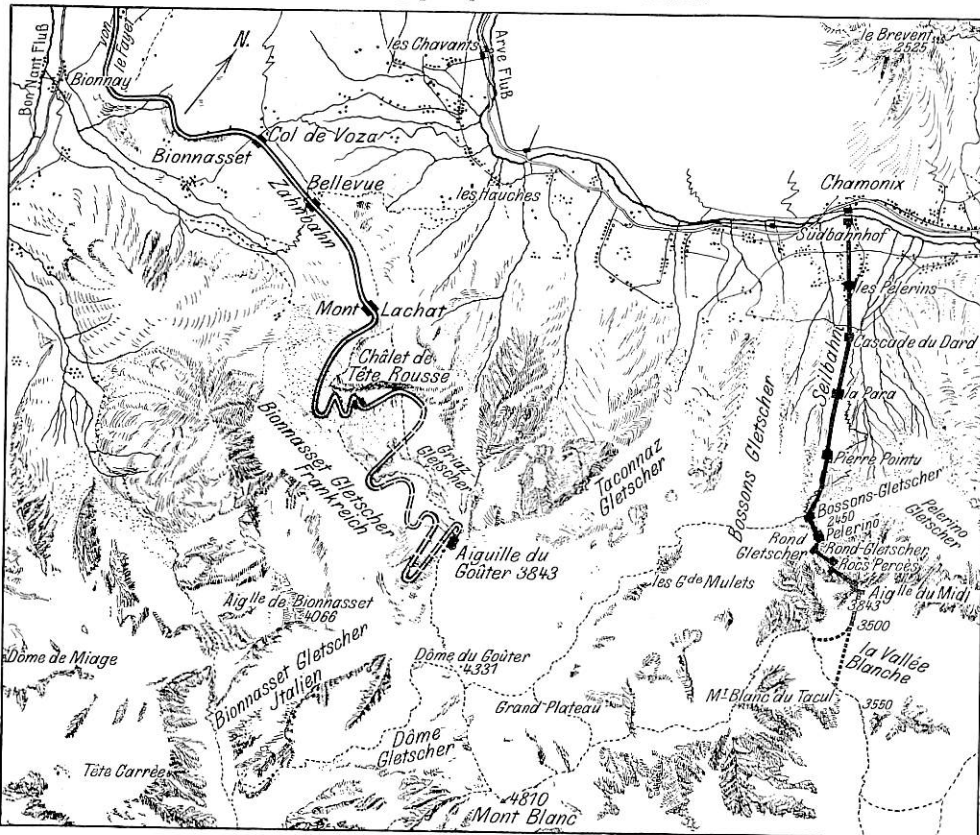 von
le Fayet
Bon Nant Fluß
Bionnay
N.
les Chavants
Arve Fluß
le Brevent
2525
Col de Voza
Bionnasset
Bellevue
Zahnbahn
les Hauches
Chamonix
Südbahnhof
les Pelerins
Mont Lachat
Cascade du Dard
Châlet de
Tête Rousse
Seilbahn
la Para
Bionnasset Gletscher
Frankreich
Griaz
Gletscher
Taconnaz
Gletscher
Bossons Gletscher
Pierre Pointu
Bossons-Gletscher
2450
Pelerino
Pelerino
Gletscher
Rond
Gletscher
Rond-Gletscher
Rocs Percés
Aiguille du
Goûter 3843
les Gde Mulets
Aiglle du Midi
3843
Aiglle de Bionnasset
4066
3500
la Vallée
Blanche
Dôme de Miage
Bionnasset Gletscher
Jtalien
Dôme du Goûter
4331
Mt Blanc du Tacul
3550
Grand Plateau
Dôme
Gletscher
Tête Carrée
4810
Mont Blanc